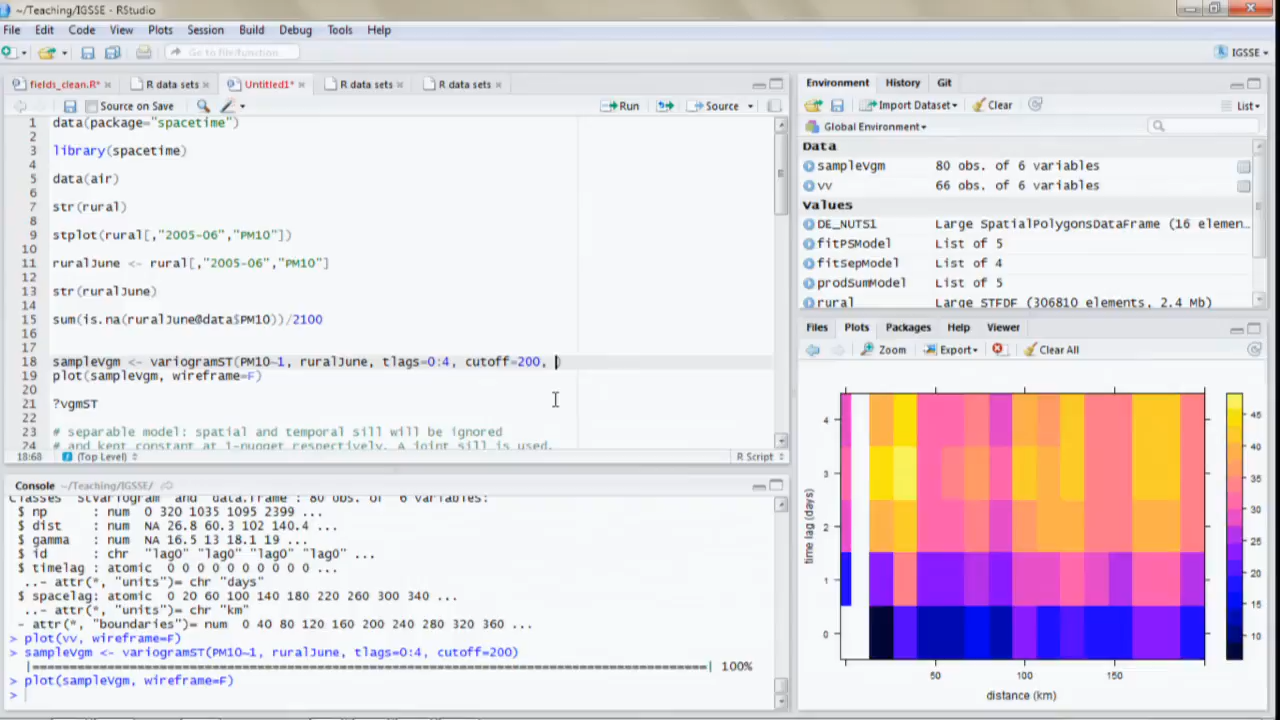 ~/Teaching/IGSSE - RStudio
File Edit Code View Plots Session Build Debug Tools Help
Go to file/function
IGSSE
fields_clean.R* R data sets Untitled1* R data sets R data sets
Source on Save Run Source
1 data(package="spacetime")
2
3 library(spacetime)
4
5 data(air)
6
7 str(rural)
8
9 stplot(rural[,"2005-06","PM10"])
10
11 ruralJune <- rural[,"2005-06","PM10"]
12
13 str(ruralJune)
14
15 sum(is.na(ruralJune@data$PM10))/2100
16
17
18 sampleVgm <- variogramST(PM10~1, ruralJune, tlags=0:4, cutoff=200, )
19 plot(sampleVgm, wireframe=F)
20
21 ?vgmST
22
23 # separable model: spatial and temporal sill will be ignored
24 # and kept constant at 1-nugget respectively. A joint sill is used.
18:68 (Top Level) R Script
Console ~/Teaching/IGSSE/
Classes ‘StVariogram’ and 'data.frame': 80 obs. of 6 variables:
$ np : num 0 320 1035 1095 2399 ...
$ dist : num NA 26.8 60.3 102 140.4 ...
$ gamma : num NA 16.5 13 18.1 19 ...
$ id : chr "lag0" "lag0" "lag0" "lag0" ...
$ timelag : atomic 0 0 0 0 0 0 0 0 0 0 ...
..- attr(*, "units")= chr "days"
$ spacelag: atomic 0 20 60 100 140 180 220 260 300 340 ...
..- attr(*, "units")= chr "km"
- attr(*, "boundaries")= num 0 40 80 120 160 200 240 280 320 360 ...
> plot(vv, wireframe=F)
> sampleVgm <- variogramST(PM10~1, ruralJune, tlags=0:4, cutoff=200)
|======================================================================| 100%
> plot(sampleVgm, wireframe=F)
>
Environment History Git
Import Dataset Clear List
Global Environment
Data
sampleVgm 80 obs. of 6 variables
vv 66 obs. of 6 variables
Values
DE_NUTS1 Large SpatialPolygonsDataFrame (16 elemen…
fitPSModel List of 5
fitSepModel List of 4
prodSumModel List of 5
rural Large STFDF (306810 elements, 2.4 Mb)
Files Plots Packages Help Viewer
Zoom Export Clear All
time lag (days)
4
3
2
1
0
50 100 150
distance (km)
45
40
35
30
25
20
15
10